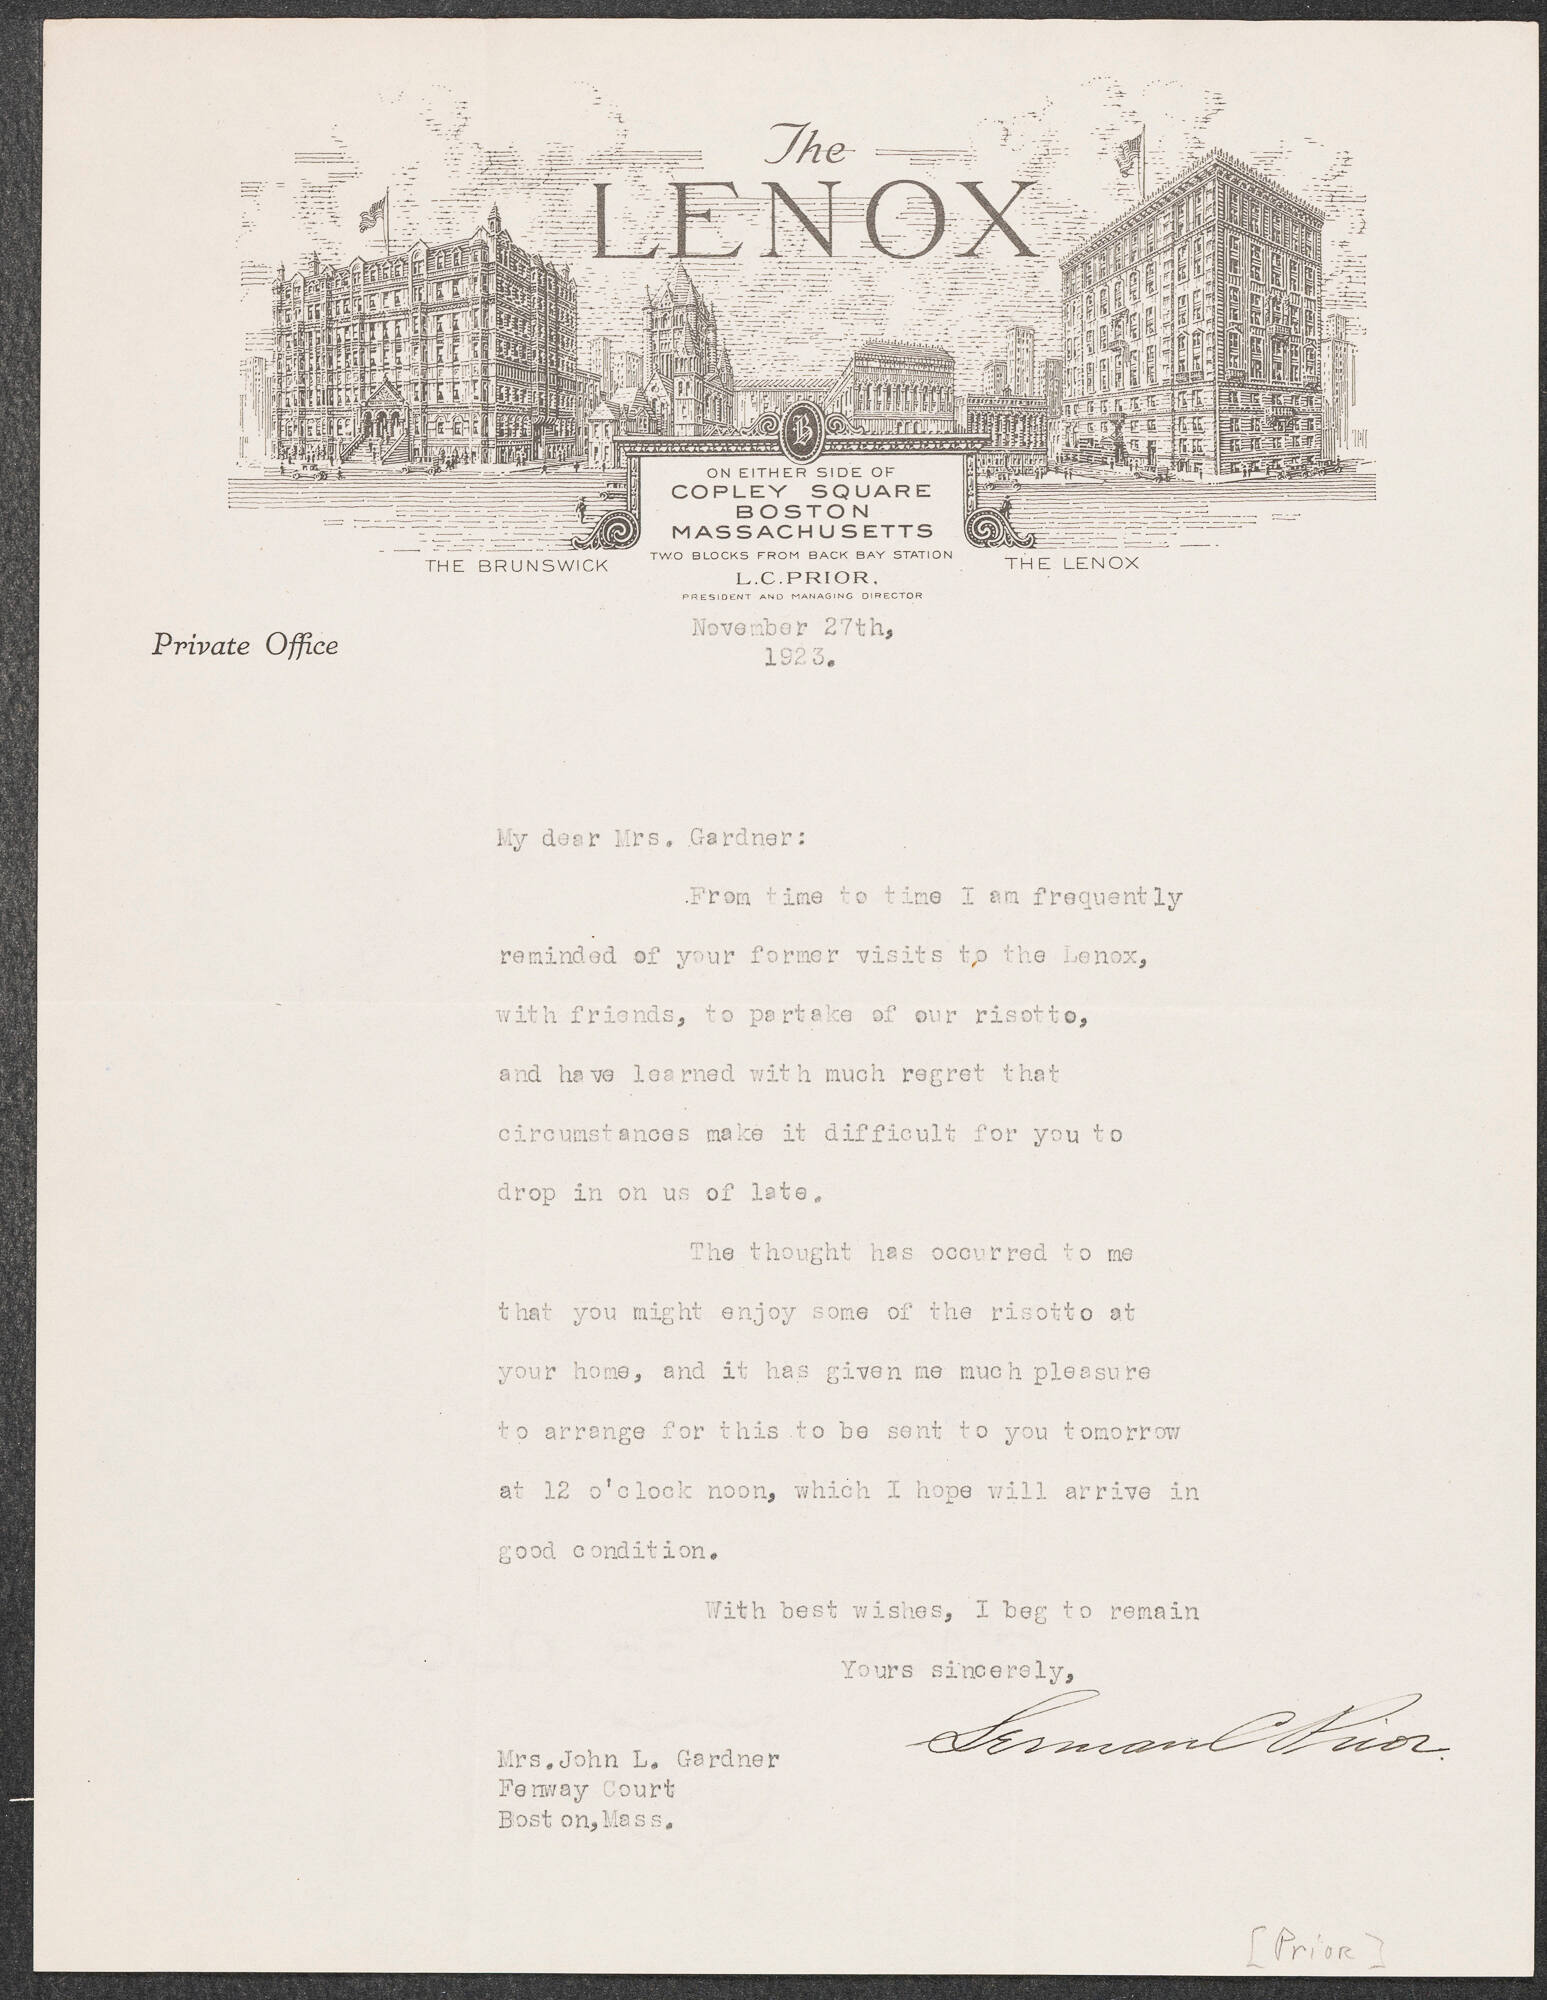 The
LENOX
B
ON EITHER SIDE OF
COPLEY SQUARE
BOSTON
MASSACHUSETTS
TWO BLOCKS FROM BACK BAY STATION
THE BRUNSWICK
THE LENOX
L.C.PRIOR,
PRESIDENT AND MANAGING DIRECTOR
Private Office
November 27th,
1923.
My dear Mrs. Gardner:
From time to time I am frequently
reminded of your former visits to the Lenox,
with friends, to partake of our risotto,
and have learned with much regret that
circumstances make it difficult for you to
drop in on us of late.
The thought has occurred to me
that you might enjoy some of the risotto at
your home, and it has given me much pleasure
to arrange for this to be sent to you tomorrow
at 12 o'clock noon, which I hope will arrive in
good condition.
With best wishes, I beg to remain
Yours sincerely,
C Prior.
Mrs.John L. Gardner
Fenway Court
Boston,Mass.
[Prior]